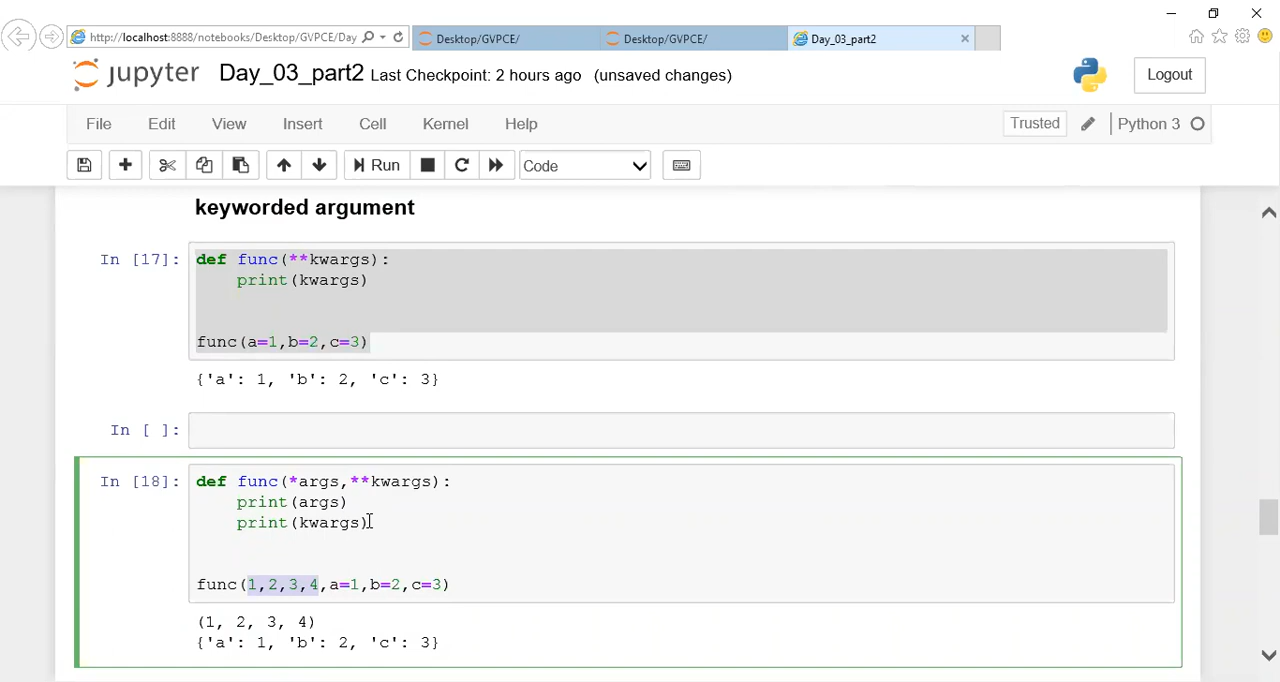 http://localhost:8888/notebooks/Desktop/GVPCE/Day
Desktop/GVPCE/
Desktop/GVPCE/
Day_03_part2
jupyter Day_03_part2 Last Checkpoint: 2 hours ago (unsaved changes)
Logout
File Edit View Insert Cell Kernel Help
Trusted
Python 3
Run
Code
keyworded argument
In [17]: def func(**kwargs):
print(kwargs)
func(a=1,b=2,c=3)
{'a': 1, 'b': 2, 'c': 3}
In [ ]:
In [18]: def func(*args,**kwargs):
print(args)
print(kwargs)
func(1,2,3,4,a=1,b=2,c=3)
(1, 2, 3, 4)
{'a': 1, 'b': 2, 'c': 3}